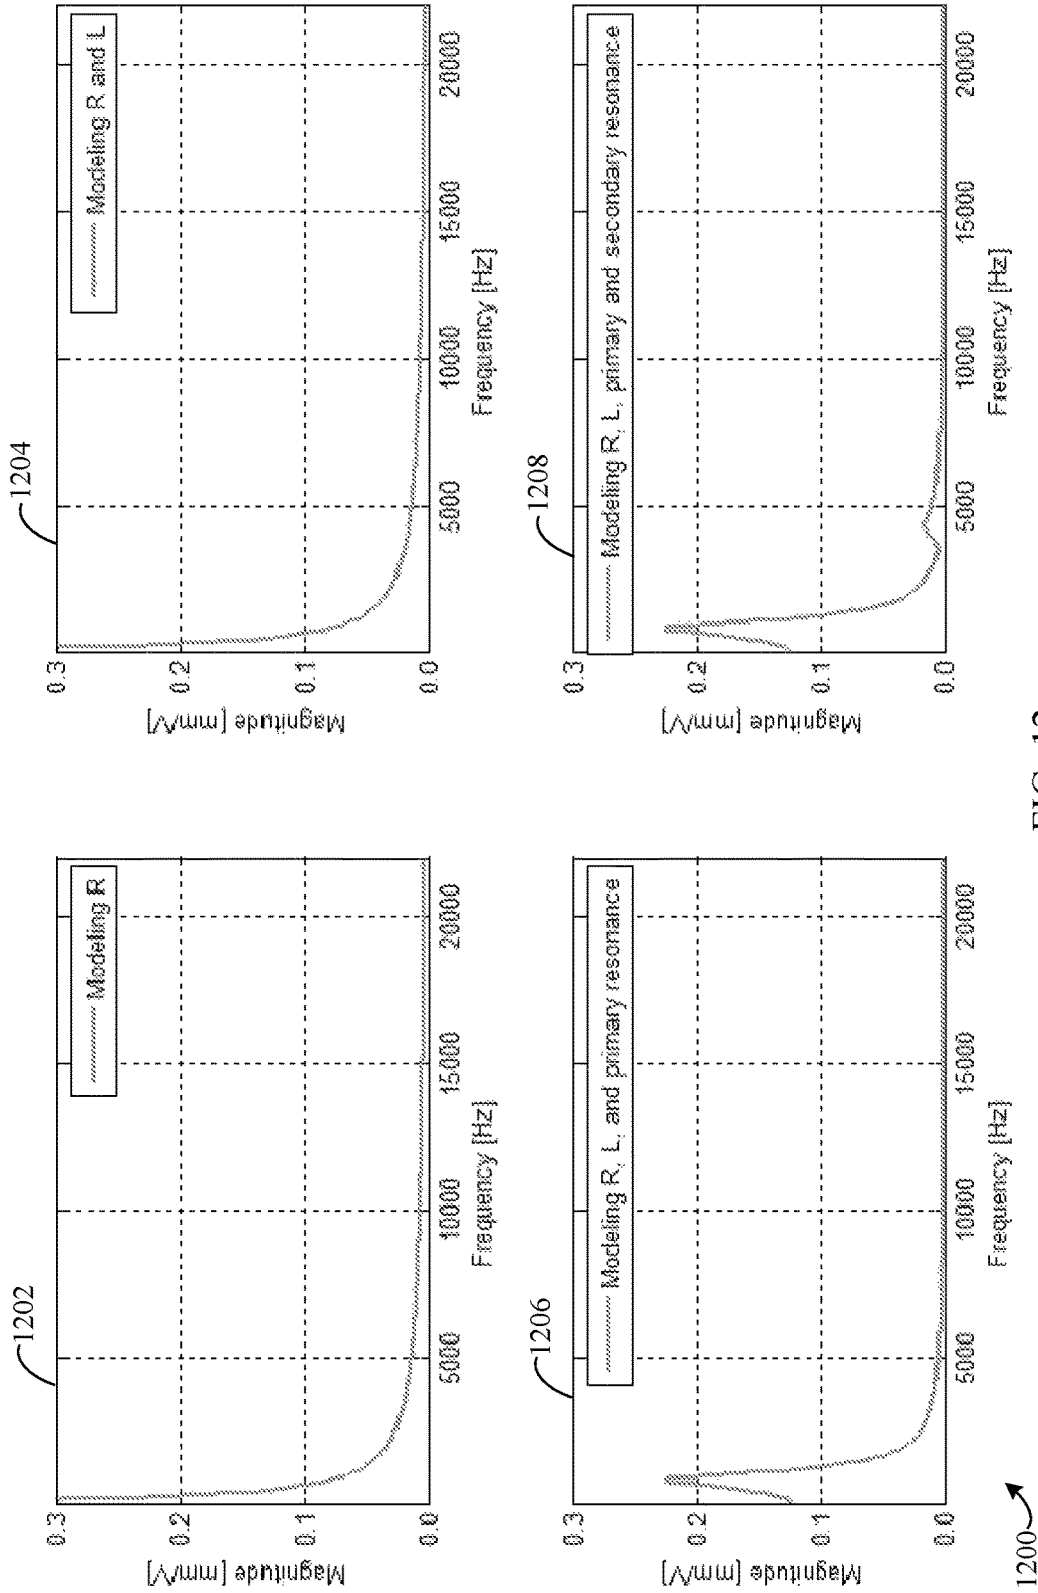 1202
0.3
0.2
0.1
0.0
Magnitude [mm/V]
Modeling R
5000
10000
15000
20000
Frequency [Hz]
1204
0.3
0.2
0.1
0.0
Magnitude [mm/V]
Modeling R and L
5000
10000
15000
20000
Frequency [Hz]
1206
0.3
0.2
0.1
0.0
Magnitude [mm/V]
Modeling R, L, and primary resonance
5000
10000
15000
20000
Frequency [Hz]
1208
0.3
0.2
0.1
0.0
Magnitude [mm/V]
Modeling R, L, primary and secondary resonance
5000
10000
15000
20000
Frequency [Hz]
1200
FIG. 12